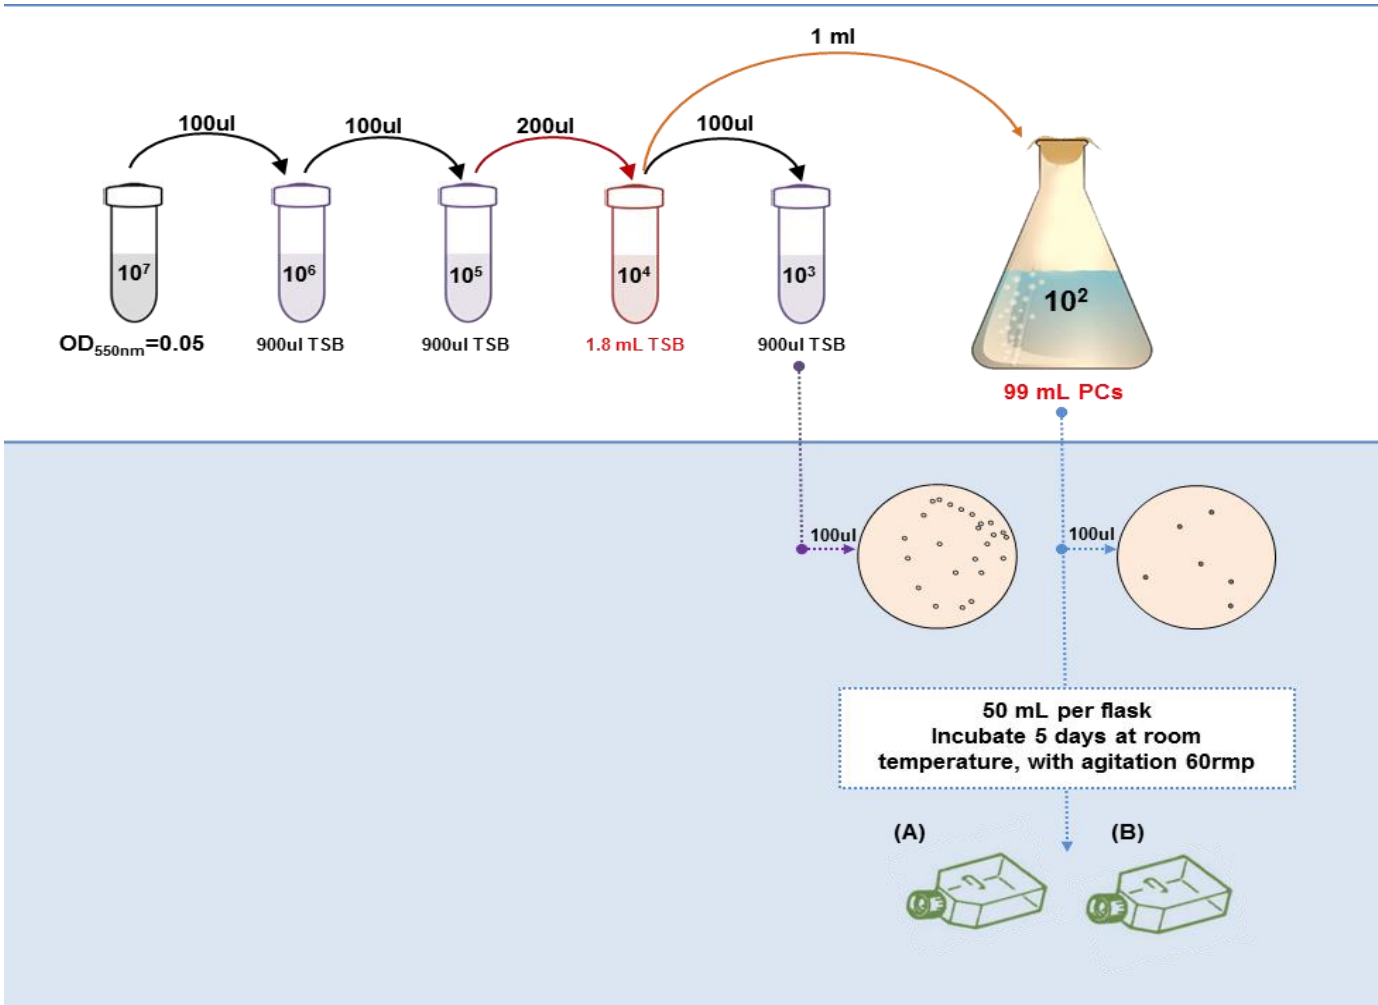 1 ml
100ul
100ul
200ul
100ul
10⁷
10⁶
10⁵
10⁴
10³
10²
OD₅₅₀ₙₘ=0.05
900ul TSB
900ul TSB
1.8 mL TSB
900ul TSB
99 mL PCs
100ul
100ul
50 mL per flask
Incubate 5 days at room
temperature, with agitation 60rmp
(A)
(B)